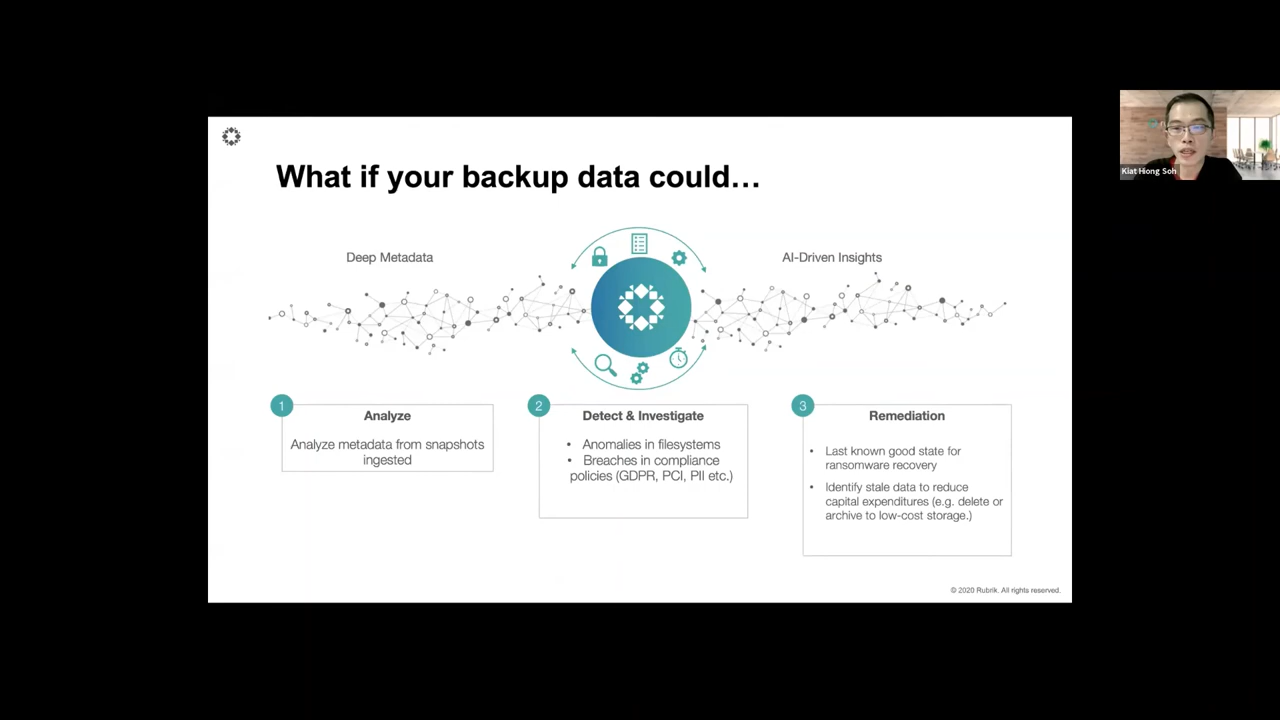 What if your backup data could…
Deep Metadata
AI-Driven Insights
1
Analyze
Analyze metadata from snapshots
ingested
2
Detect & Investigate
• Anomalies in filesystems
• Breaches in compliance
policies (GDPR, PCI, PII etc.)
3
Remediation
• Last known good state for
ransomware recovery
• Identify stale data to reduce
capital expenditures (e.g. delete or
archive to low-cost storage.)
© 2020 Rubrik. All rights reserved.
Kiat Hiong Soh